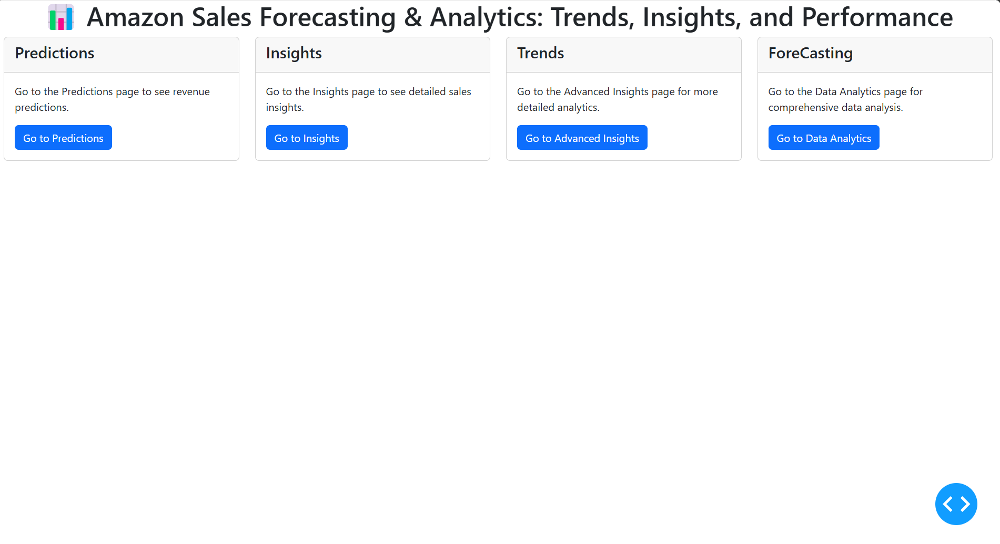 Amazon Sales Forecasting & Analytics: Trends, Insights, and Performance
Predictions
Go to the Predictions page to see revenue
predictions.
Go to Predictions
Insights
Go to the Insights page to see detailed sales
insights.
Go to Insights
Trends
Go to the Advanced Insights page for more
detailed analytics.
Go to Advanced Insights
ForeCasting
Go to the Data Analytics page for
comprehensive data analysis.
Go to Data Analytics